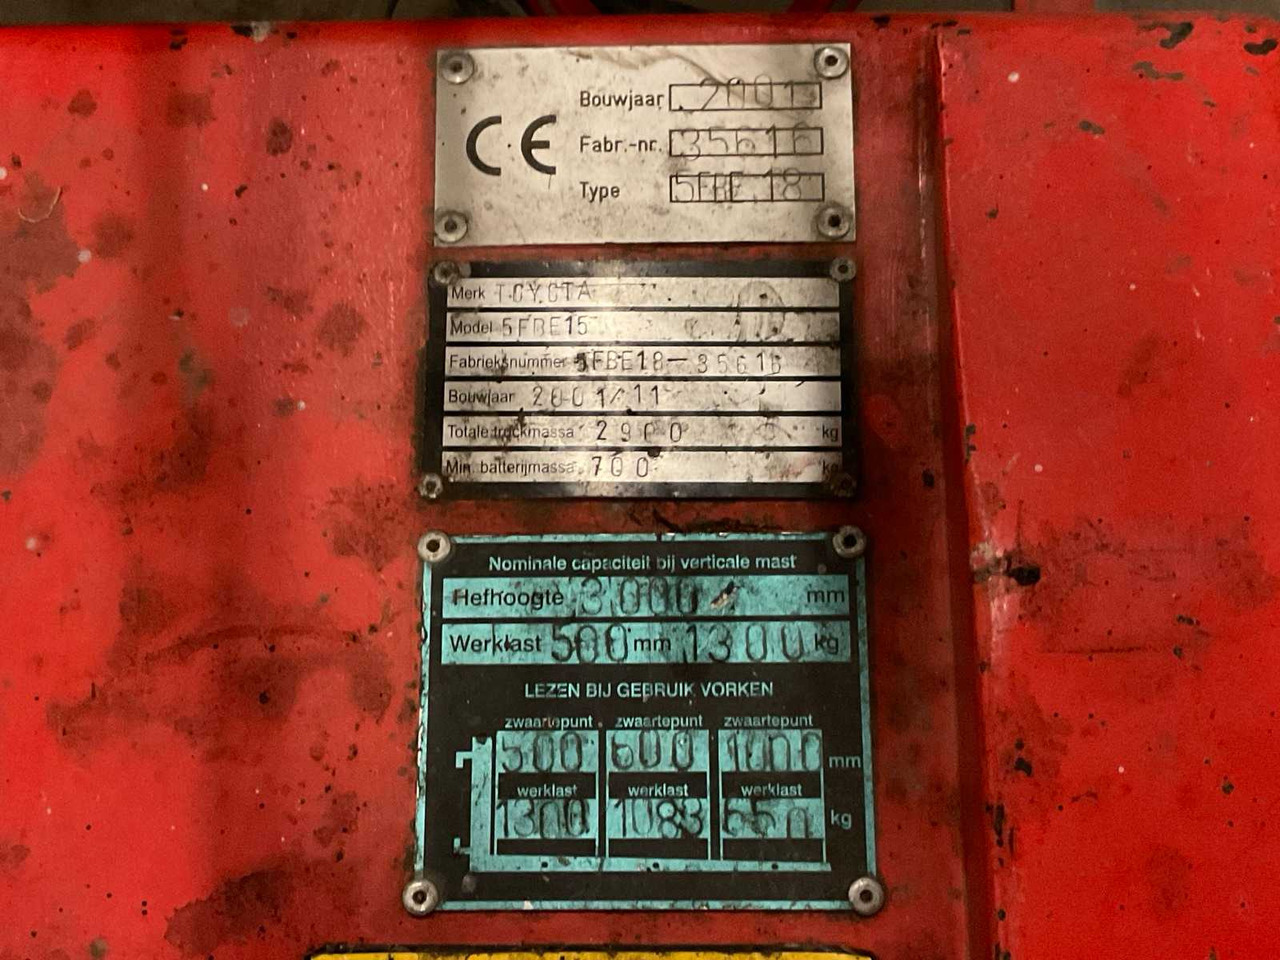 CE
Bouwjaar 2001
Fabr.-nr. 35616
Type 5FBE18
Merk TOYOTA
Model 5FBE15
Fabrieksnummer 5FBE18-35616
Bouwjaar 2001/11
Totale truckmassa 2900 kg
Min. batterijmassa 700 kg
Nominale capaciteit bij verticale mast
Hefhoogte 3000 mm
Werklast 500 mm 1300 kg
LEZEN BIJ GEBRUIK VORKEN
zwaartepunt zwaartepunt zwaartepunt
500 600 1000 mm
werklast werklast werklast
1300 1083 650 kg